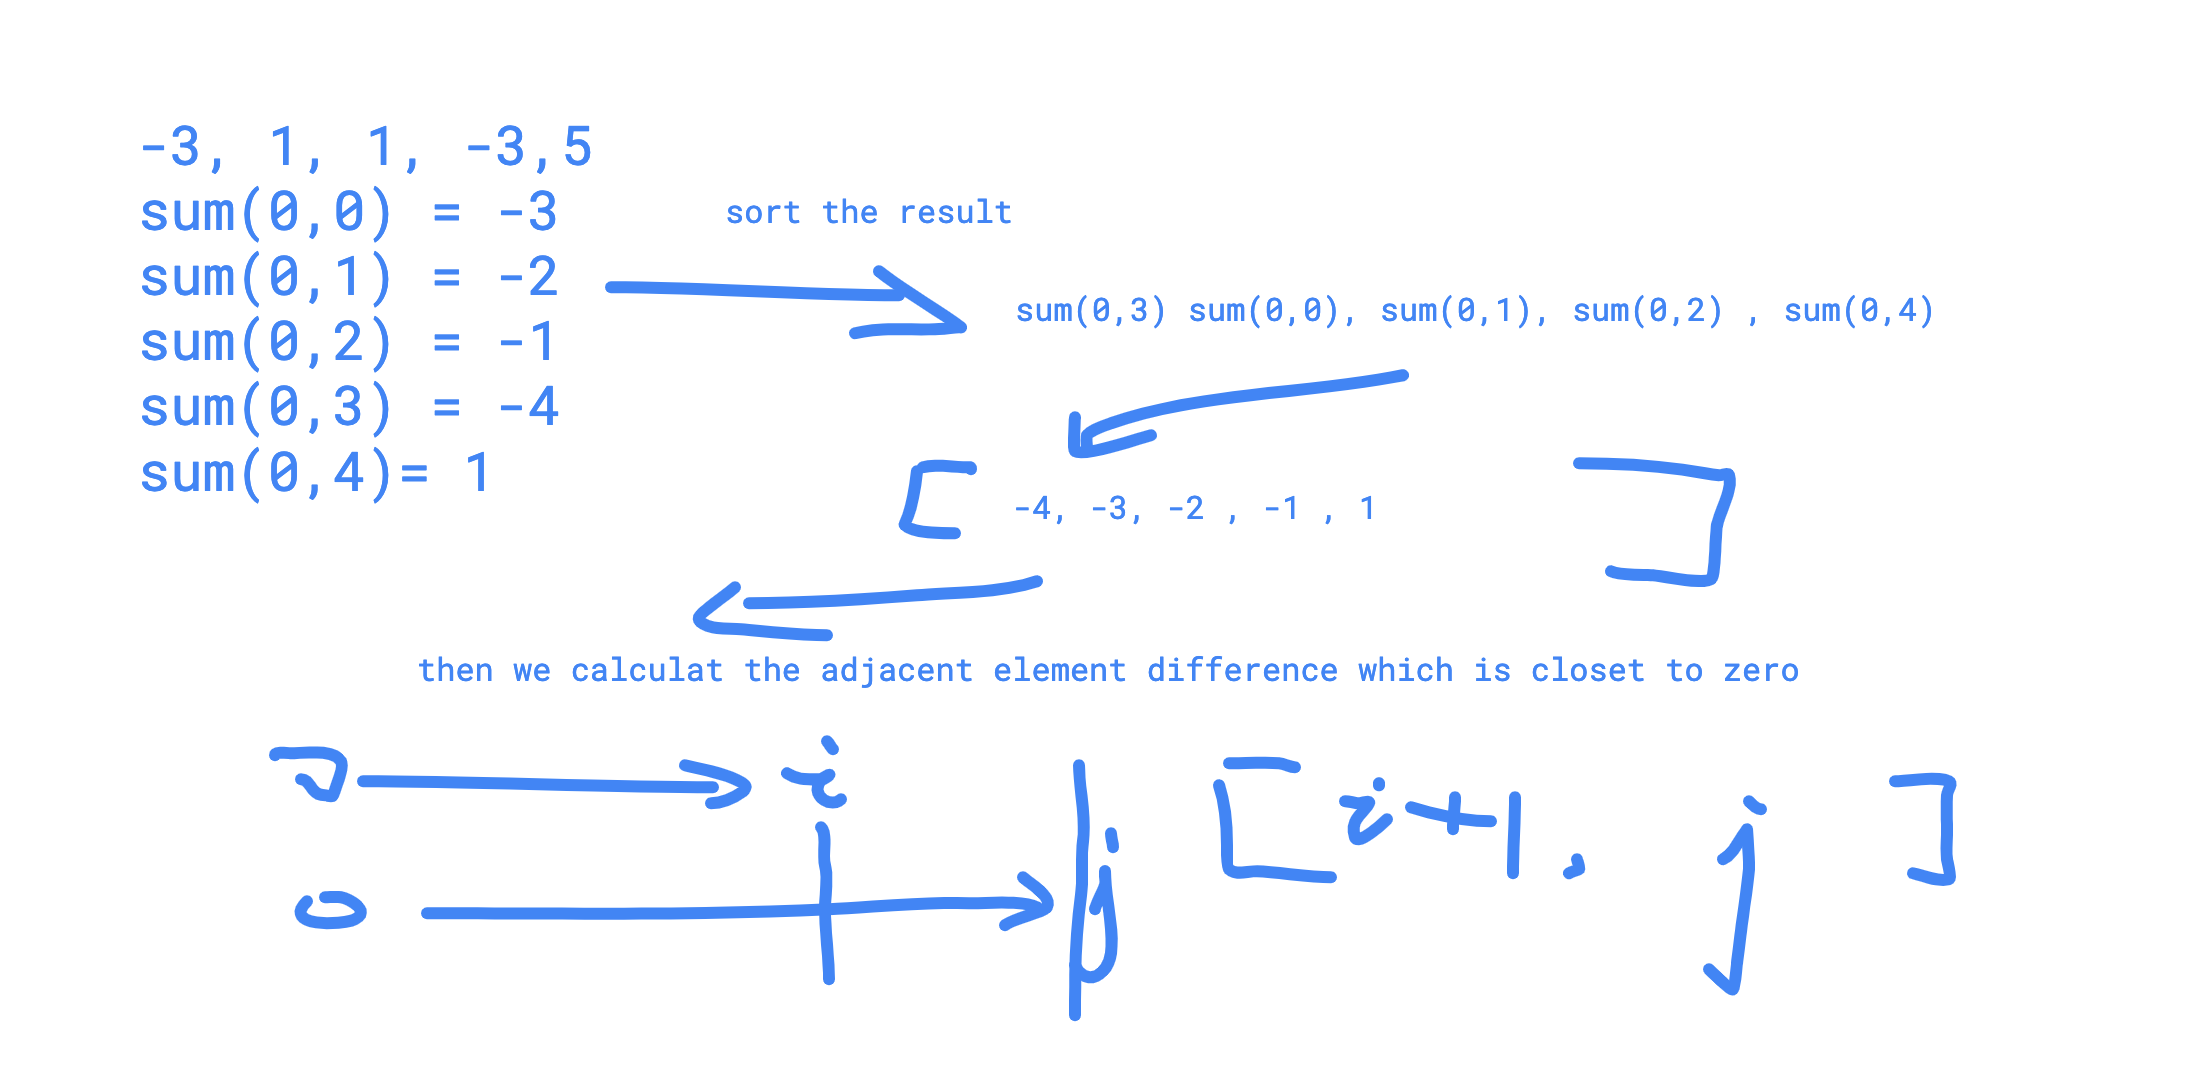 -3, 1, 1, -3,5
sum(0,0) = -3
sum(0,1) = -2
sum(0,2) = -1
sum(0,3) = -4
sum(0,4)= 1
sort the result
sum(0,3) sum(0,0), sum(0,1), sum(0,2) , sum(0,4)
[ -4, -3, -2 , -1 , 1 ]
then we calculat the adjacent element difference which is closet to zero
i
0 j
[i+1, j]